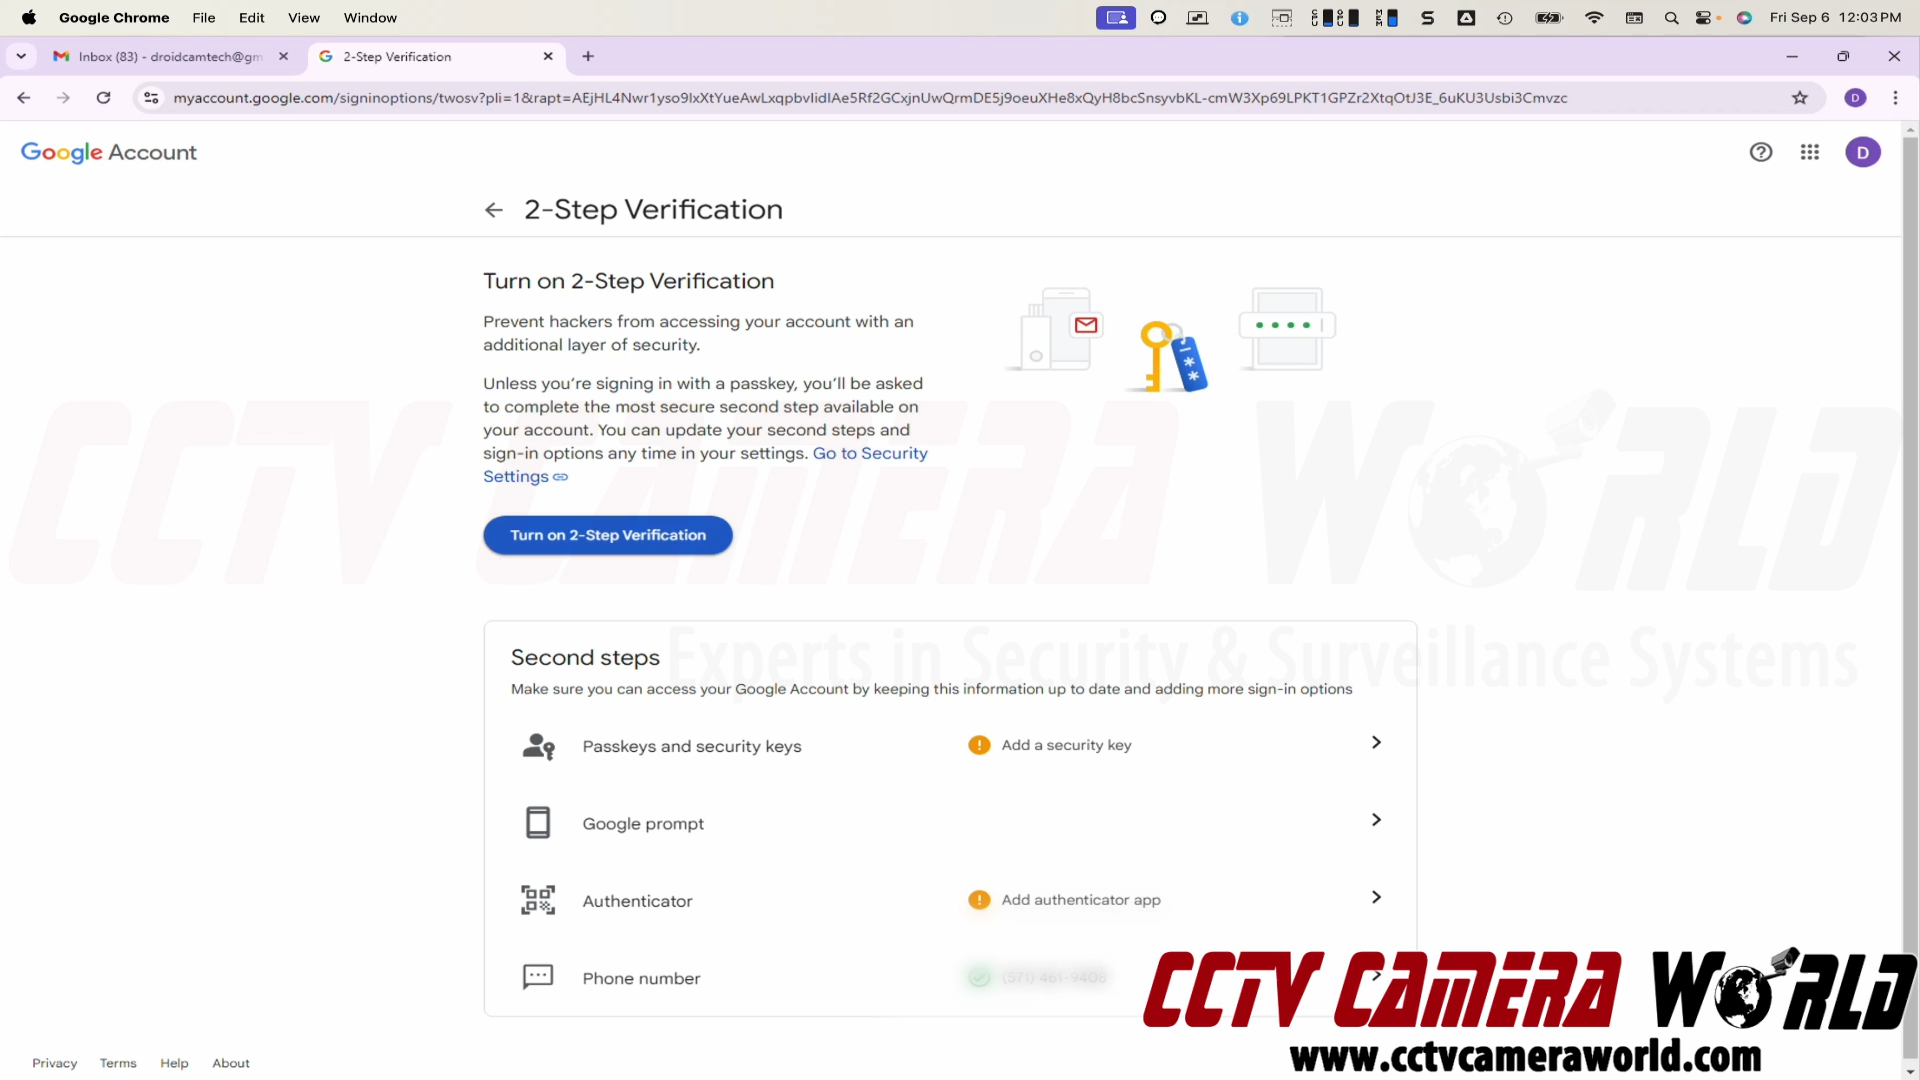 Google Chrome File Edit View Window
Fri Sep 6 12:03 PM
Inbox (83) - droidcamtech@gm
2-Step Verification
myaccount.google.com/signinoptions/twosv?pli=1&rapt=AEjHL4Nwr1yso9lxXtYueAwLxqpbvIidIAe5Rf2GCxjnUwQrmDE5j9oeuXHe8xQyH8bcSnsyvbKL-cmW3Xp69LPKT1GPZr2XtqOtJ3E_6uKU3Usbi3Cmvzc
D
Google Account
D
2-Step Verification
Turn on 2-Step Verification
Prevent hackers from accessing your account with an
additional layer of security.
Unless you're signing in with a passkey, you'll be asked
to complete the most secure second step available on
your account. You can update your second steps and
sign-in options any time in your settings. Go to Security
Settings
Turn on 2-Step Verification
CCTV CAMERA WORLD
Experts in Security & Surveillance Systems
Second steps
Make sure you can access your Google Account by keeping this information up to date and adding more sign-in options
Passkeys and security keys
Add a security key
Google prompt
Authenticator
Add authenticator app
Phone number
CCTV CAMERA WORLD
www.cctvcameraworld.com
Privacy Terms Help About